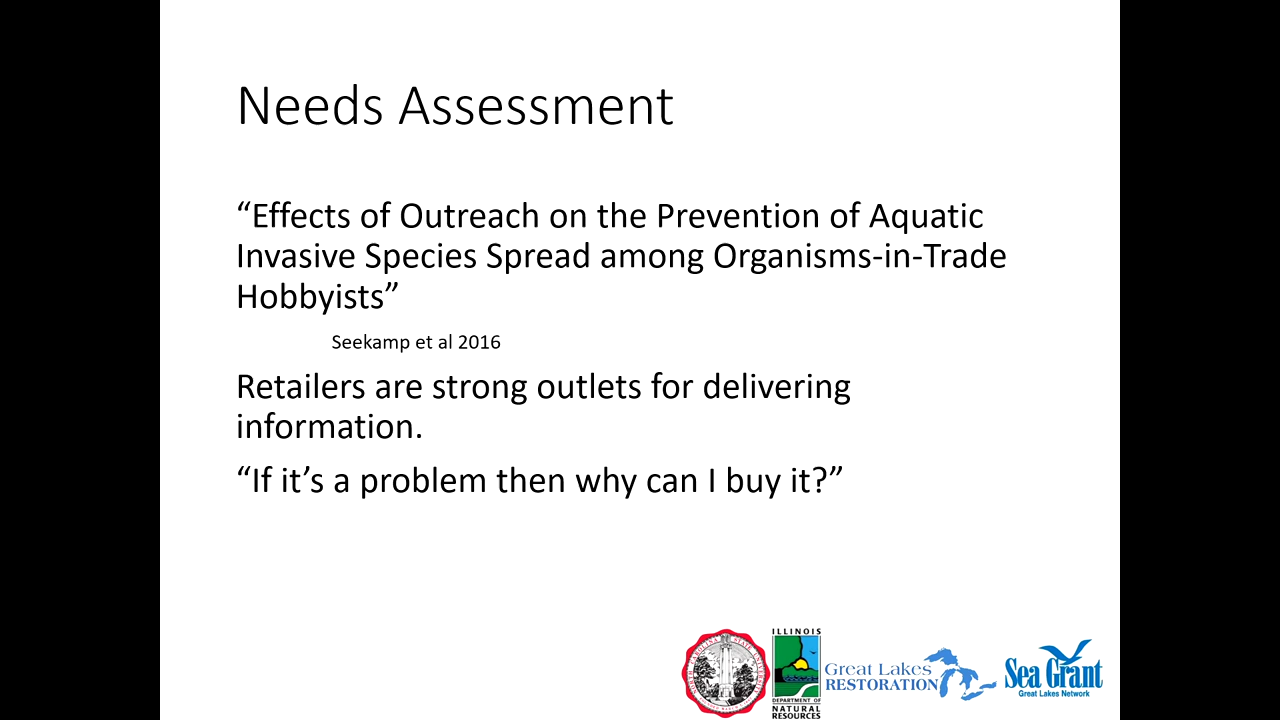 Needs Assessment
“Effects of Outreach on the Prevention of Aquatic
Invasive Species Spread among Organisms-in-Trade
Hobbyists”
Seekamp et al 2016
Retailers are strong outlets for delivering
information.
“If it’s a problem then why can I buy it?”
ILLINOIS
DEPARTMENT OF
NATURAL
RESOURCES
Great Lakes
RESTORATION
Sea Grant
Great Lakes Network